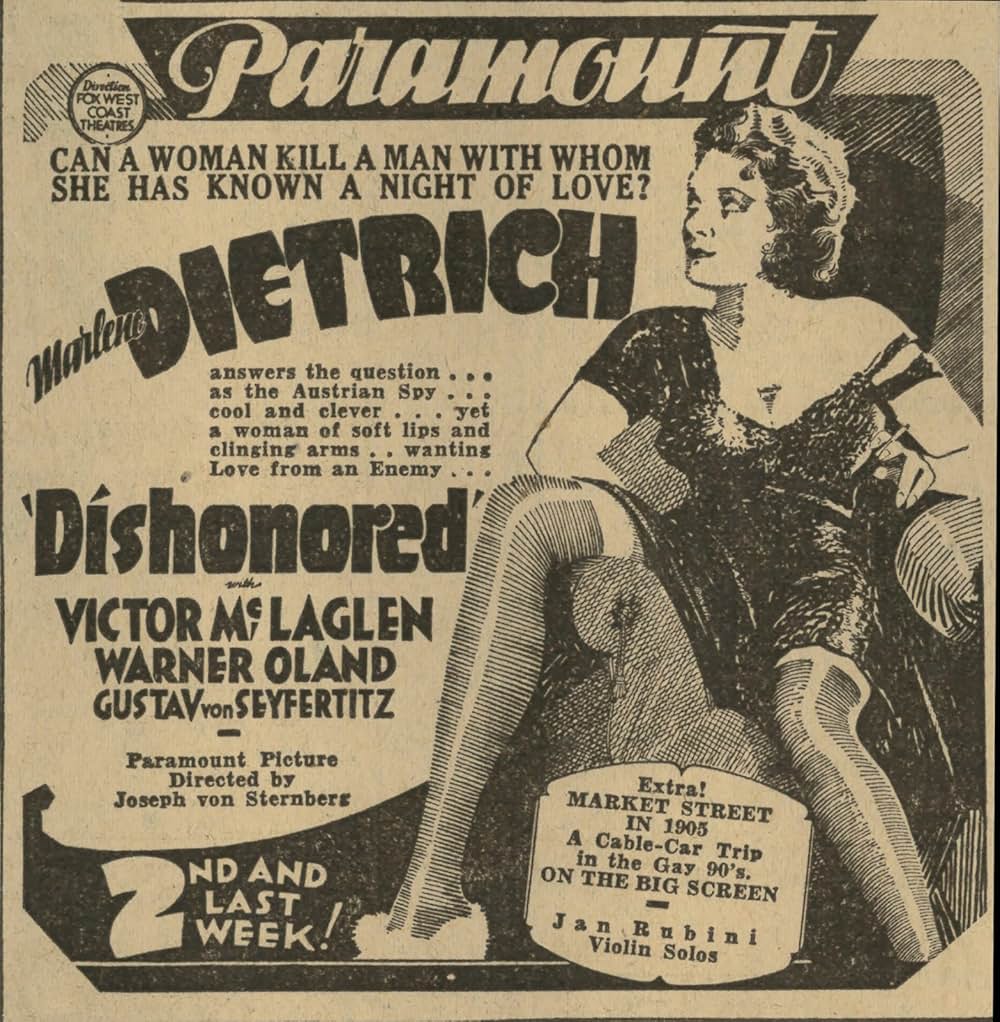 Paramount
Direction
FOX WEST
COAST
THEATRES
CAN A WOMAN KILL A MAN WITH WHOM
SHE HAS KNOWN A NIGHT OF LOVE?
Marlene DIETRICH
answers the question . . .
as the Austrian Spy . . .
cool and clever . . . yet
a woman of soft lips and
clinging arms . . wanting
Love from an Enemy . . .
'Dishonored'
with
VICTOR Mc LAGLEN
WARNER OLAND
GUSTAV von SEYFERTITZ
Paramount Picture
Directed by
Joseph von Sternberg
2ND AND
LAST
WEEK!
Extra!
MARKET STREET
IN 1905
A Cable-Car Trip
in the Gay 90's.
ON THE BIG SCREEN
Jan Rubini
Violin Solos